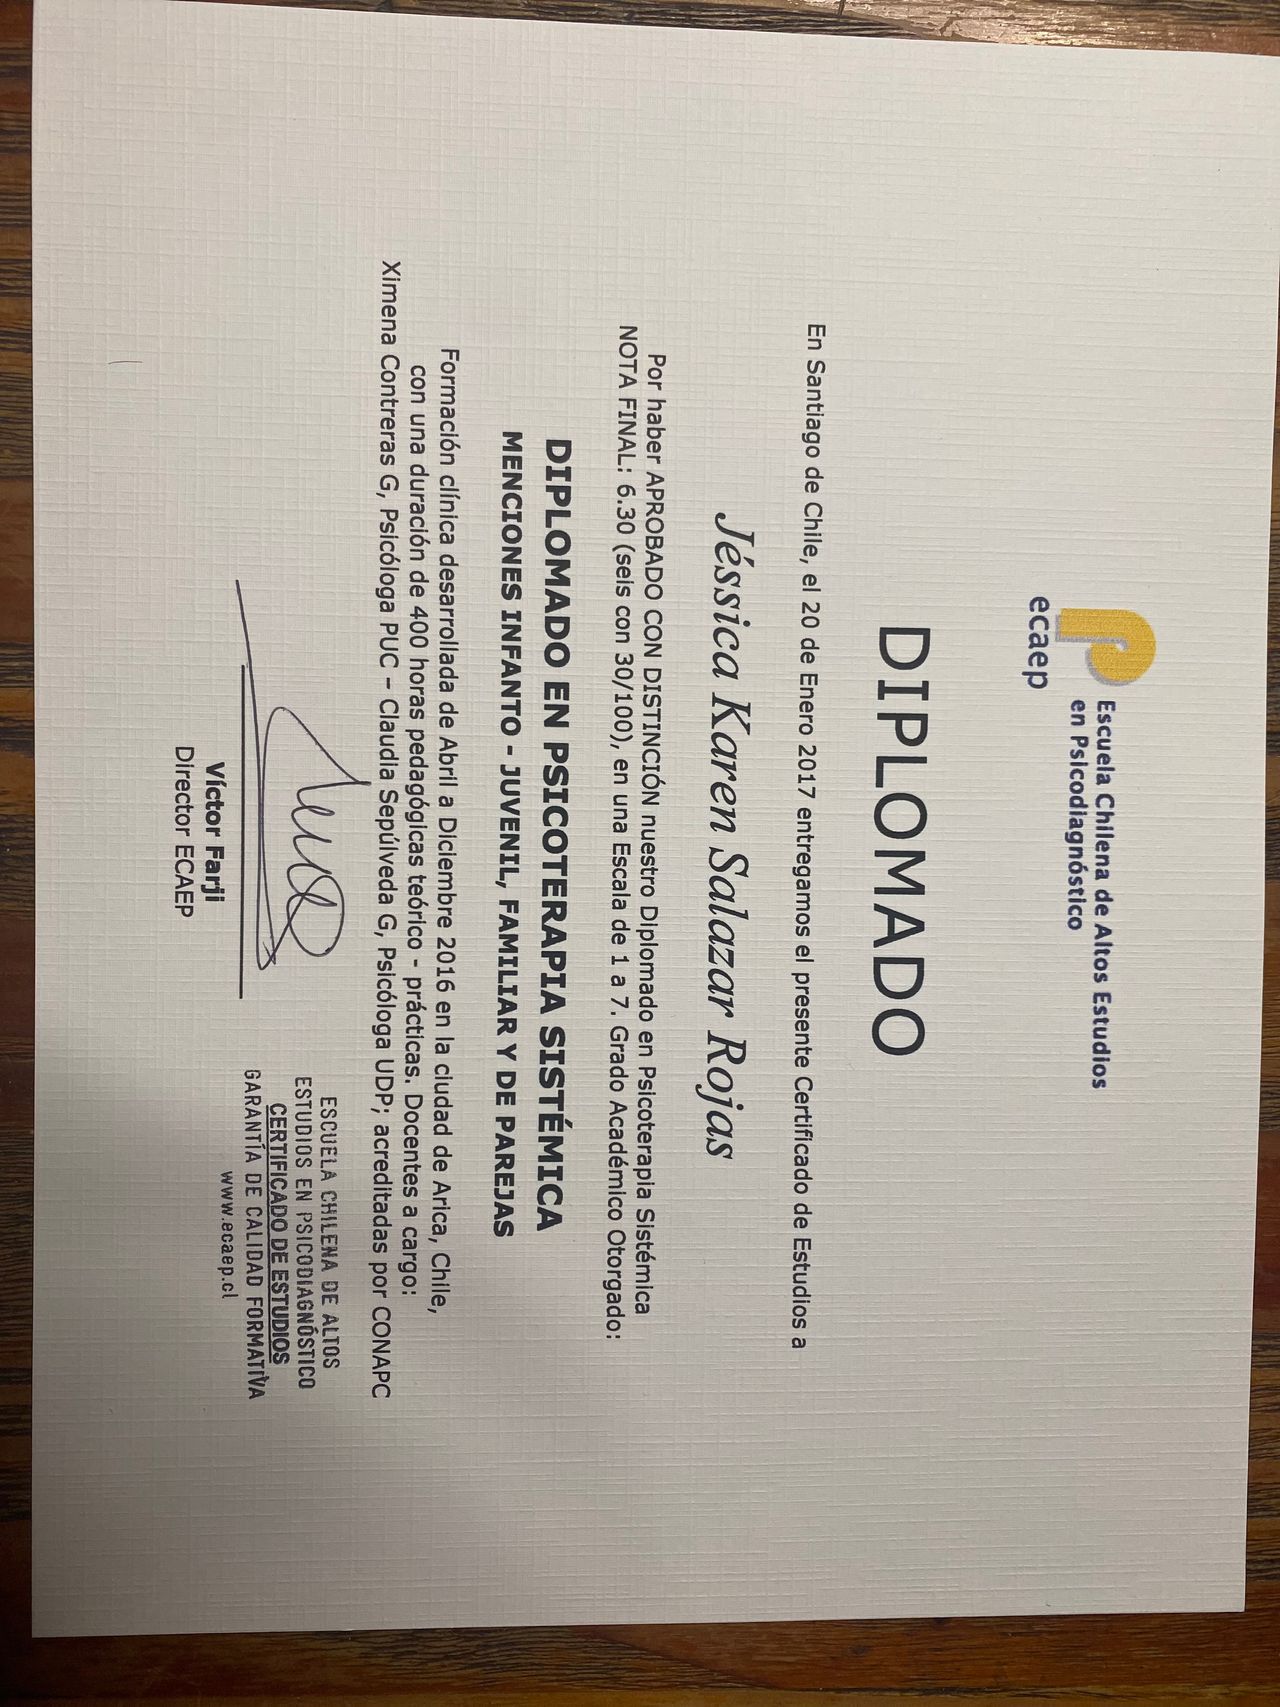 Escuela Chilena de Altos Estudios
en Psicodiagnóstico
ecaep
DIPLOMADO
En Santiago de Chile, el 20 de Enero 2017 entregamos el presente Certificado de Estudios a
Jéssica Karen Salazar Rojas
Por haber APROBADO CON DISTINCIÓN nuestro Diplomado en Psicoterapia Sistémica
NOTA FINAL: 6.30 (seis con 30/100), en una Escala de 1 a 7. Grado Académico Otorgado:
DIPLOMADO EN PSICOTERAPIA SISTÉMICA
MENCIONES INFANTO - JUVENIL, FAMILIAR Y DE PAREJAS
Formación clínica desarrollada de Abril a Diciembre 2016 en la ciudad de Arica, Chile,
con una duración de 400 horas pedagógicas teórico - prácticas. Docentes a cargo:
Ximena Contreras G, Psicóloga PUC – Claudia Sepúlveda G, Psicóloga UDP; acreditadas por CONAPC
Víctor Farji
Director ECAEP
ESCUELA CHILENA DE ALTOS
ESTUDIOS EN PSICODIAGNÓSTICO
CERTIFICADO DE ESTUDIOS
GARANTÍA DE CALIDAD FORMATIVA
www.ecaep.cl